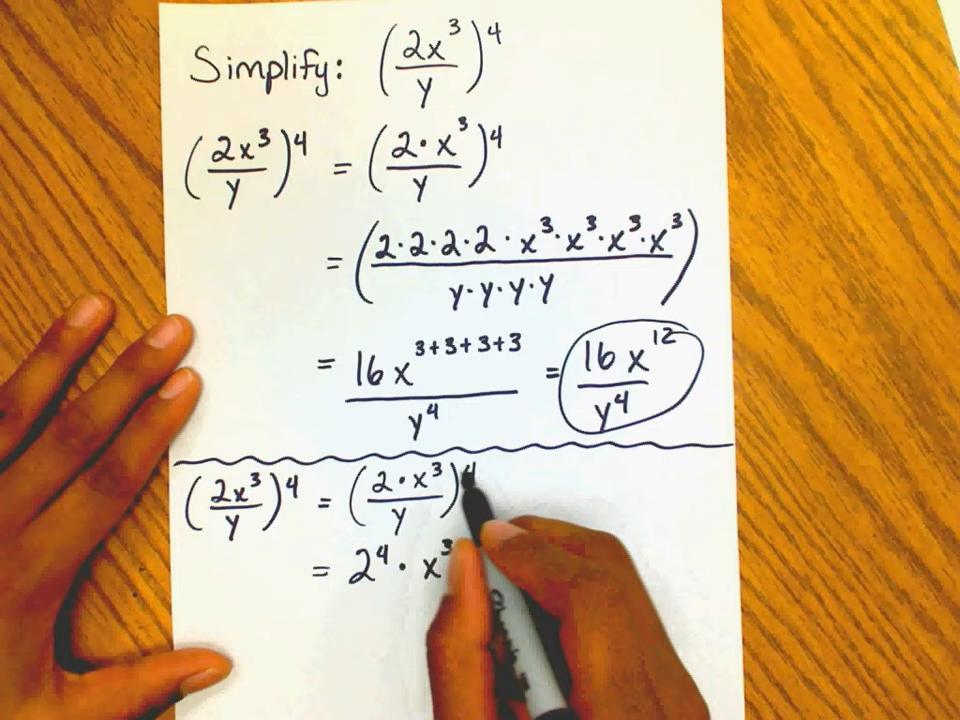 Simplify: (2x³/y)⁴
(2x³/y)⁴ = (2·x³/y)⁴
= (2·2·2·2·x³·x³·x³·x³/y·y·y·y)
= 16x³⁺³⁺³⁺³/y⁴ = 16x¹²/y⁴
(2x³/y)⁴ = (2·x³/y)⁴
= 2⁴·x³